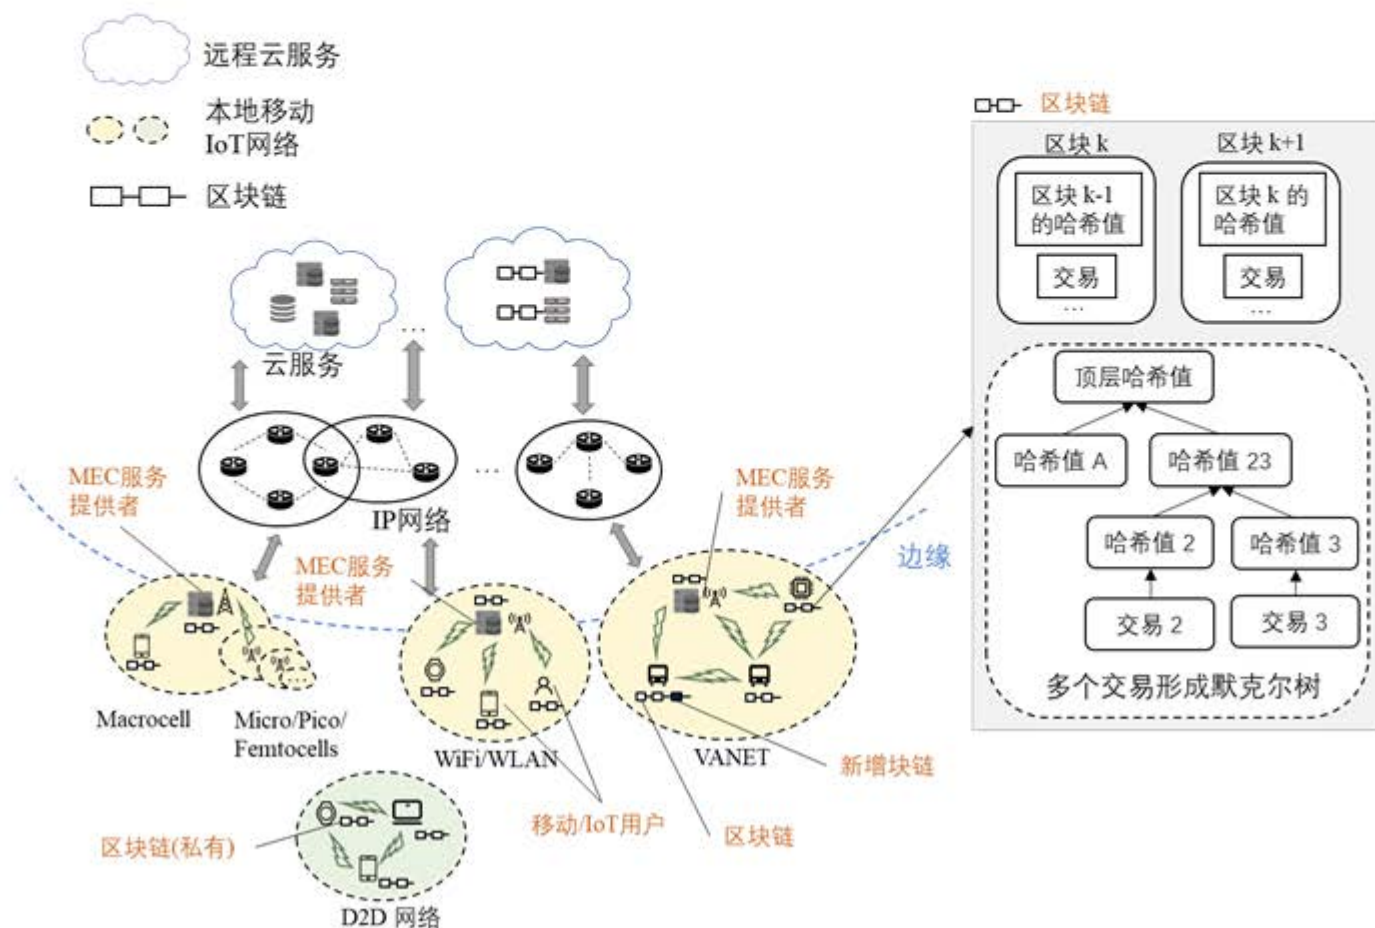 远程云服务
本地移动
IoT网络
区块链
云服务
...
IP网络
...
MEC服务
提供者
MEC服务
提供者
MEC服务
提供者
边缘
Macrocell
Micro/Pico/
Femtocells
...
WiFi/WLAN
VANET
新增块链
移动/IoT用户
区块链
区块链(私有)
D2D 网络
区块链
区块 k
区块 k+1
区块 k-1
的哈希值
区块 k 的
哈希值
交易
交易
...
...
顶层哈希值
哈希值 A
哈希值 23
哈希值 2
哈希值 3
交易 2
交易 3
多个交易形成默克尔树